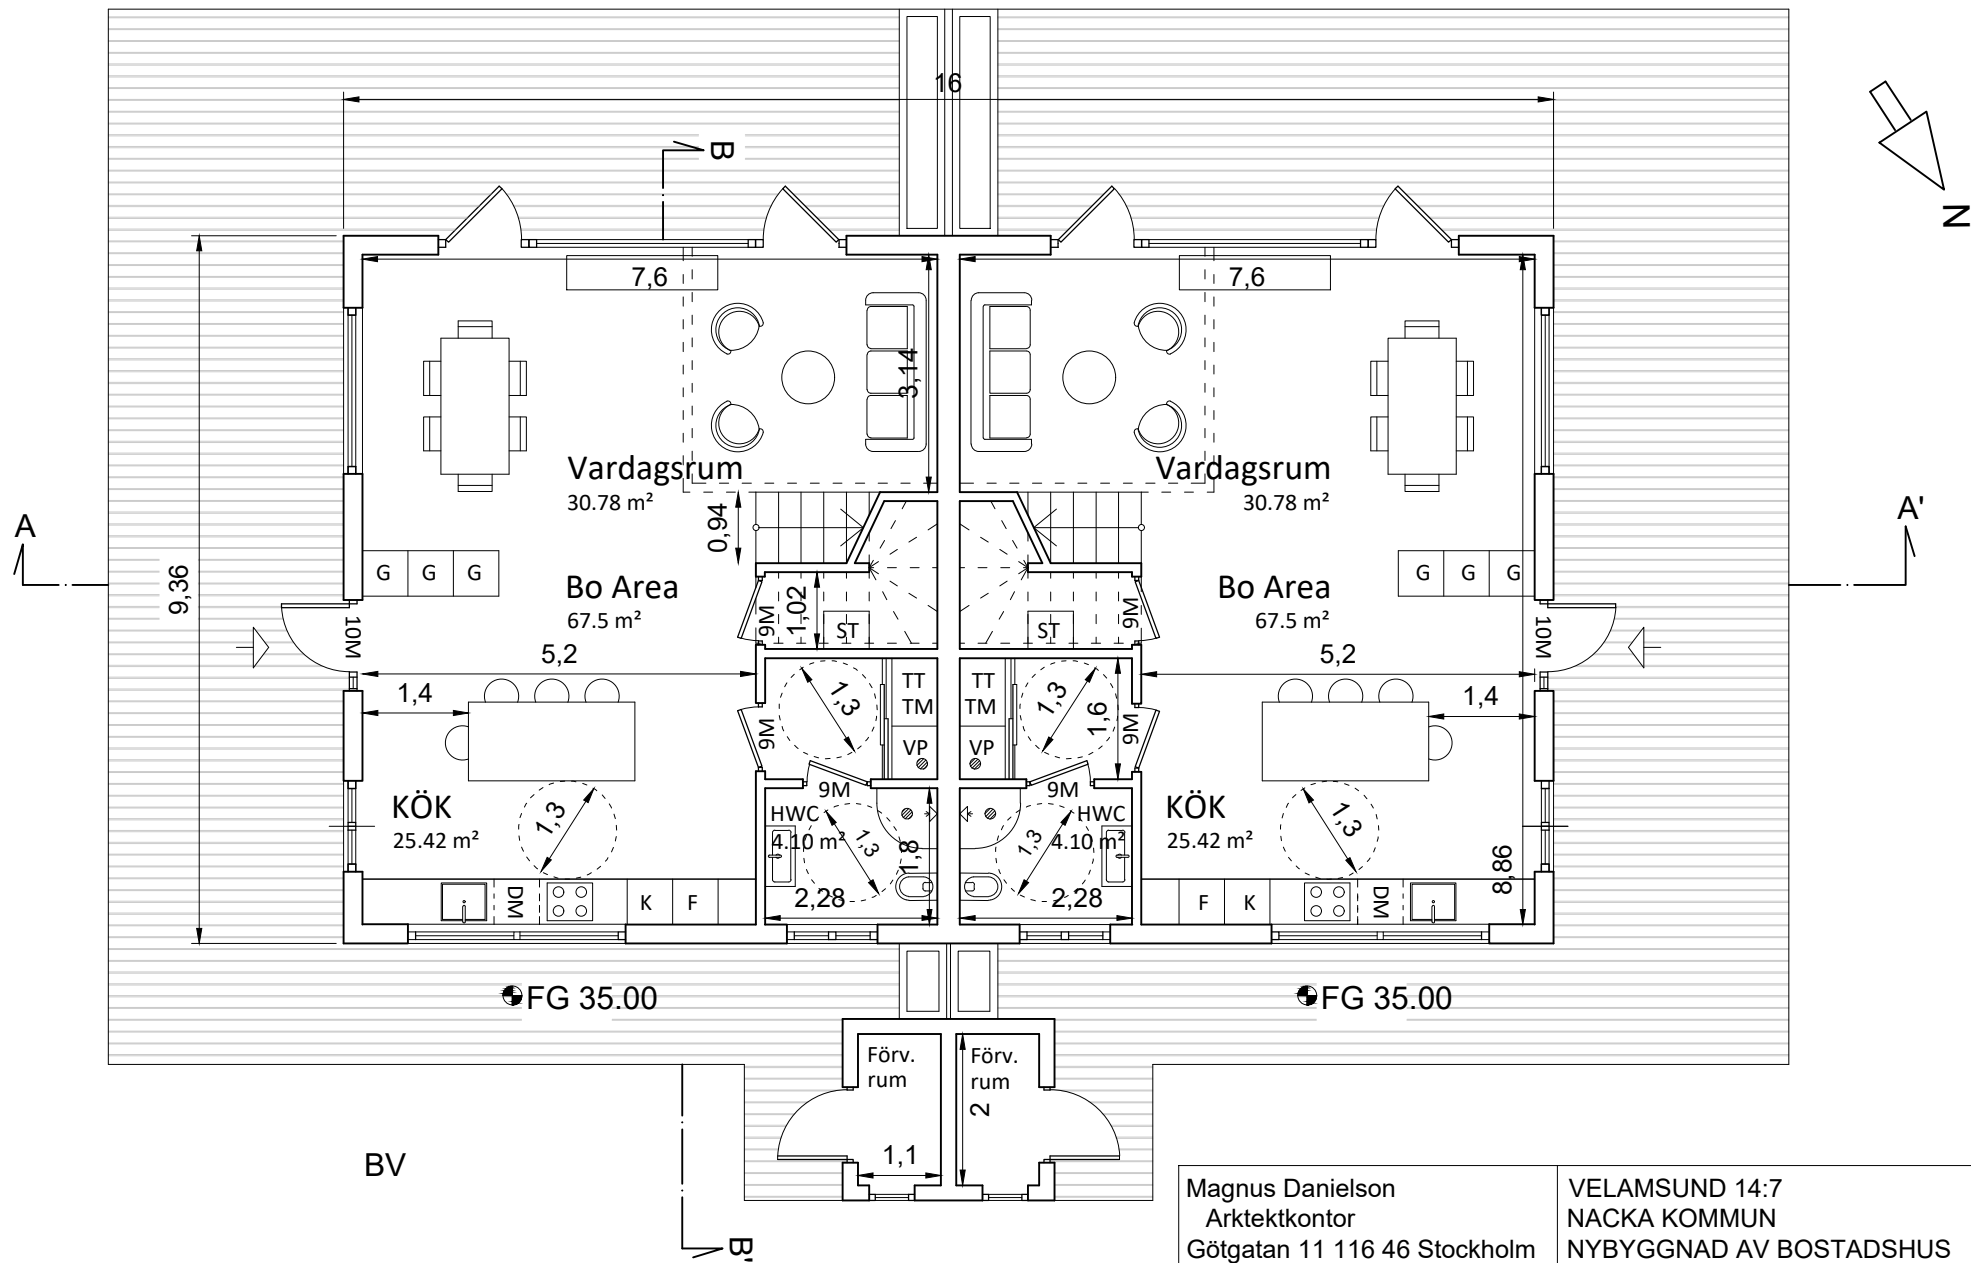 16
B
N
7,6
7,6
3,14
Vardagsrum
30.78 m²
Vardagsrum
30.78 m²
A
A'
0,94
9,36
G G G
G G G
Bo Area
67.5 m²
Bo Area
67.5 m²
10M
9M
1,02
ST
ST
9M
10M
5,2
5,2
1,4
1,4
1,3
TT
TM
VP
TT
TM
VP
1,3
1,6
9M
9M
KÖK
25.42 m²
KÖK
25.42 m²
1,3
1,3
9M
9M
HWC
4.10 m²
HWC
4.10 m²
1,3
1,8
1,3
2,28
2,28
8,86
DM
K F
F K
DM
FG 35.00
FG 35.00
Förv.
rum
Förv.
rum
2
1,1
BV
B'
Magnus Danielson
Arktektkontor
Götgatan 11 116 46 Stockholm
VELAMSUND 14:7
NACKA KOMMUN
NYBYGGNAD AV BOSTADSHUS